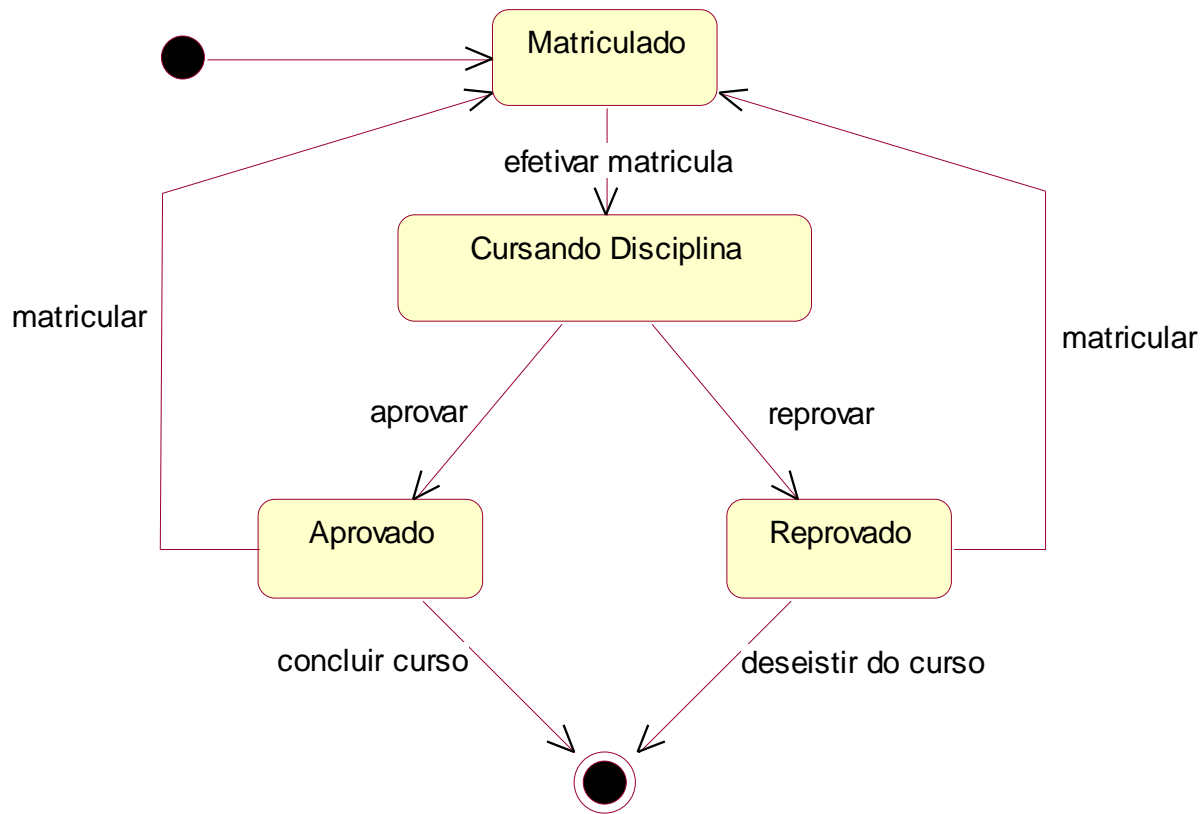 Matriculado
efetivar matricula
Cursando Disciplina
matricular
matricular
aprovar
reprovar
Aprovado
Reprovado
concluir curso
deseistir do curso